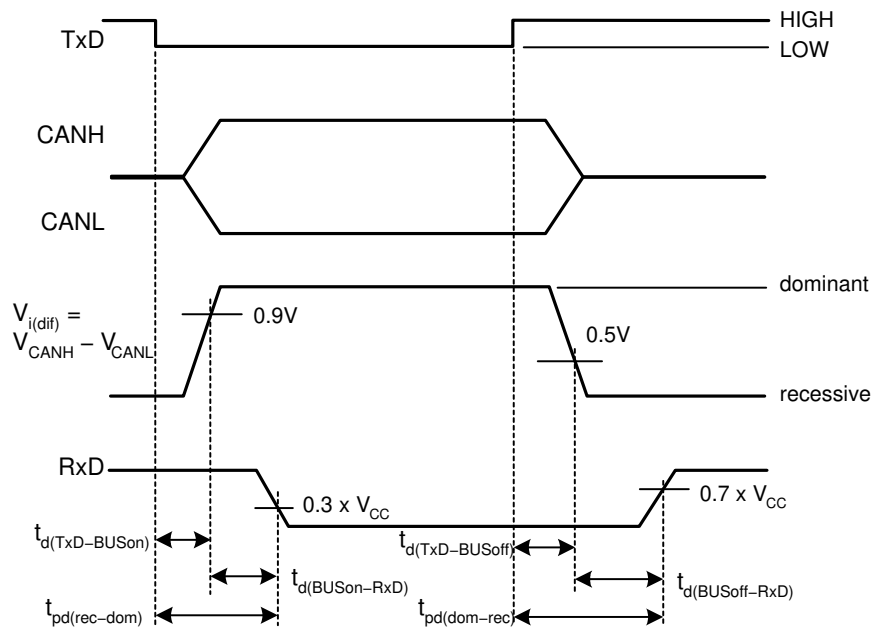 HIGH
TxD
LOW
CANH
CANL
dominant
V_i(dif) =
V_CANH − V_CANL
0.9V
0.5V
recessive
RxD
0.3 x V_CC
0.7 x V_CC
t_d(TxD−BUSon)
t_d(TxD−BUSoff)
t_d(BUSon−RxD)
t_d(BUSoff−RxD)
t_pd(rec−dom)
t_pd(dom−rec)